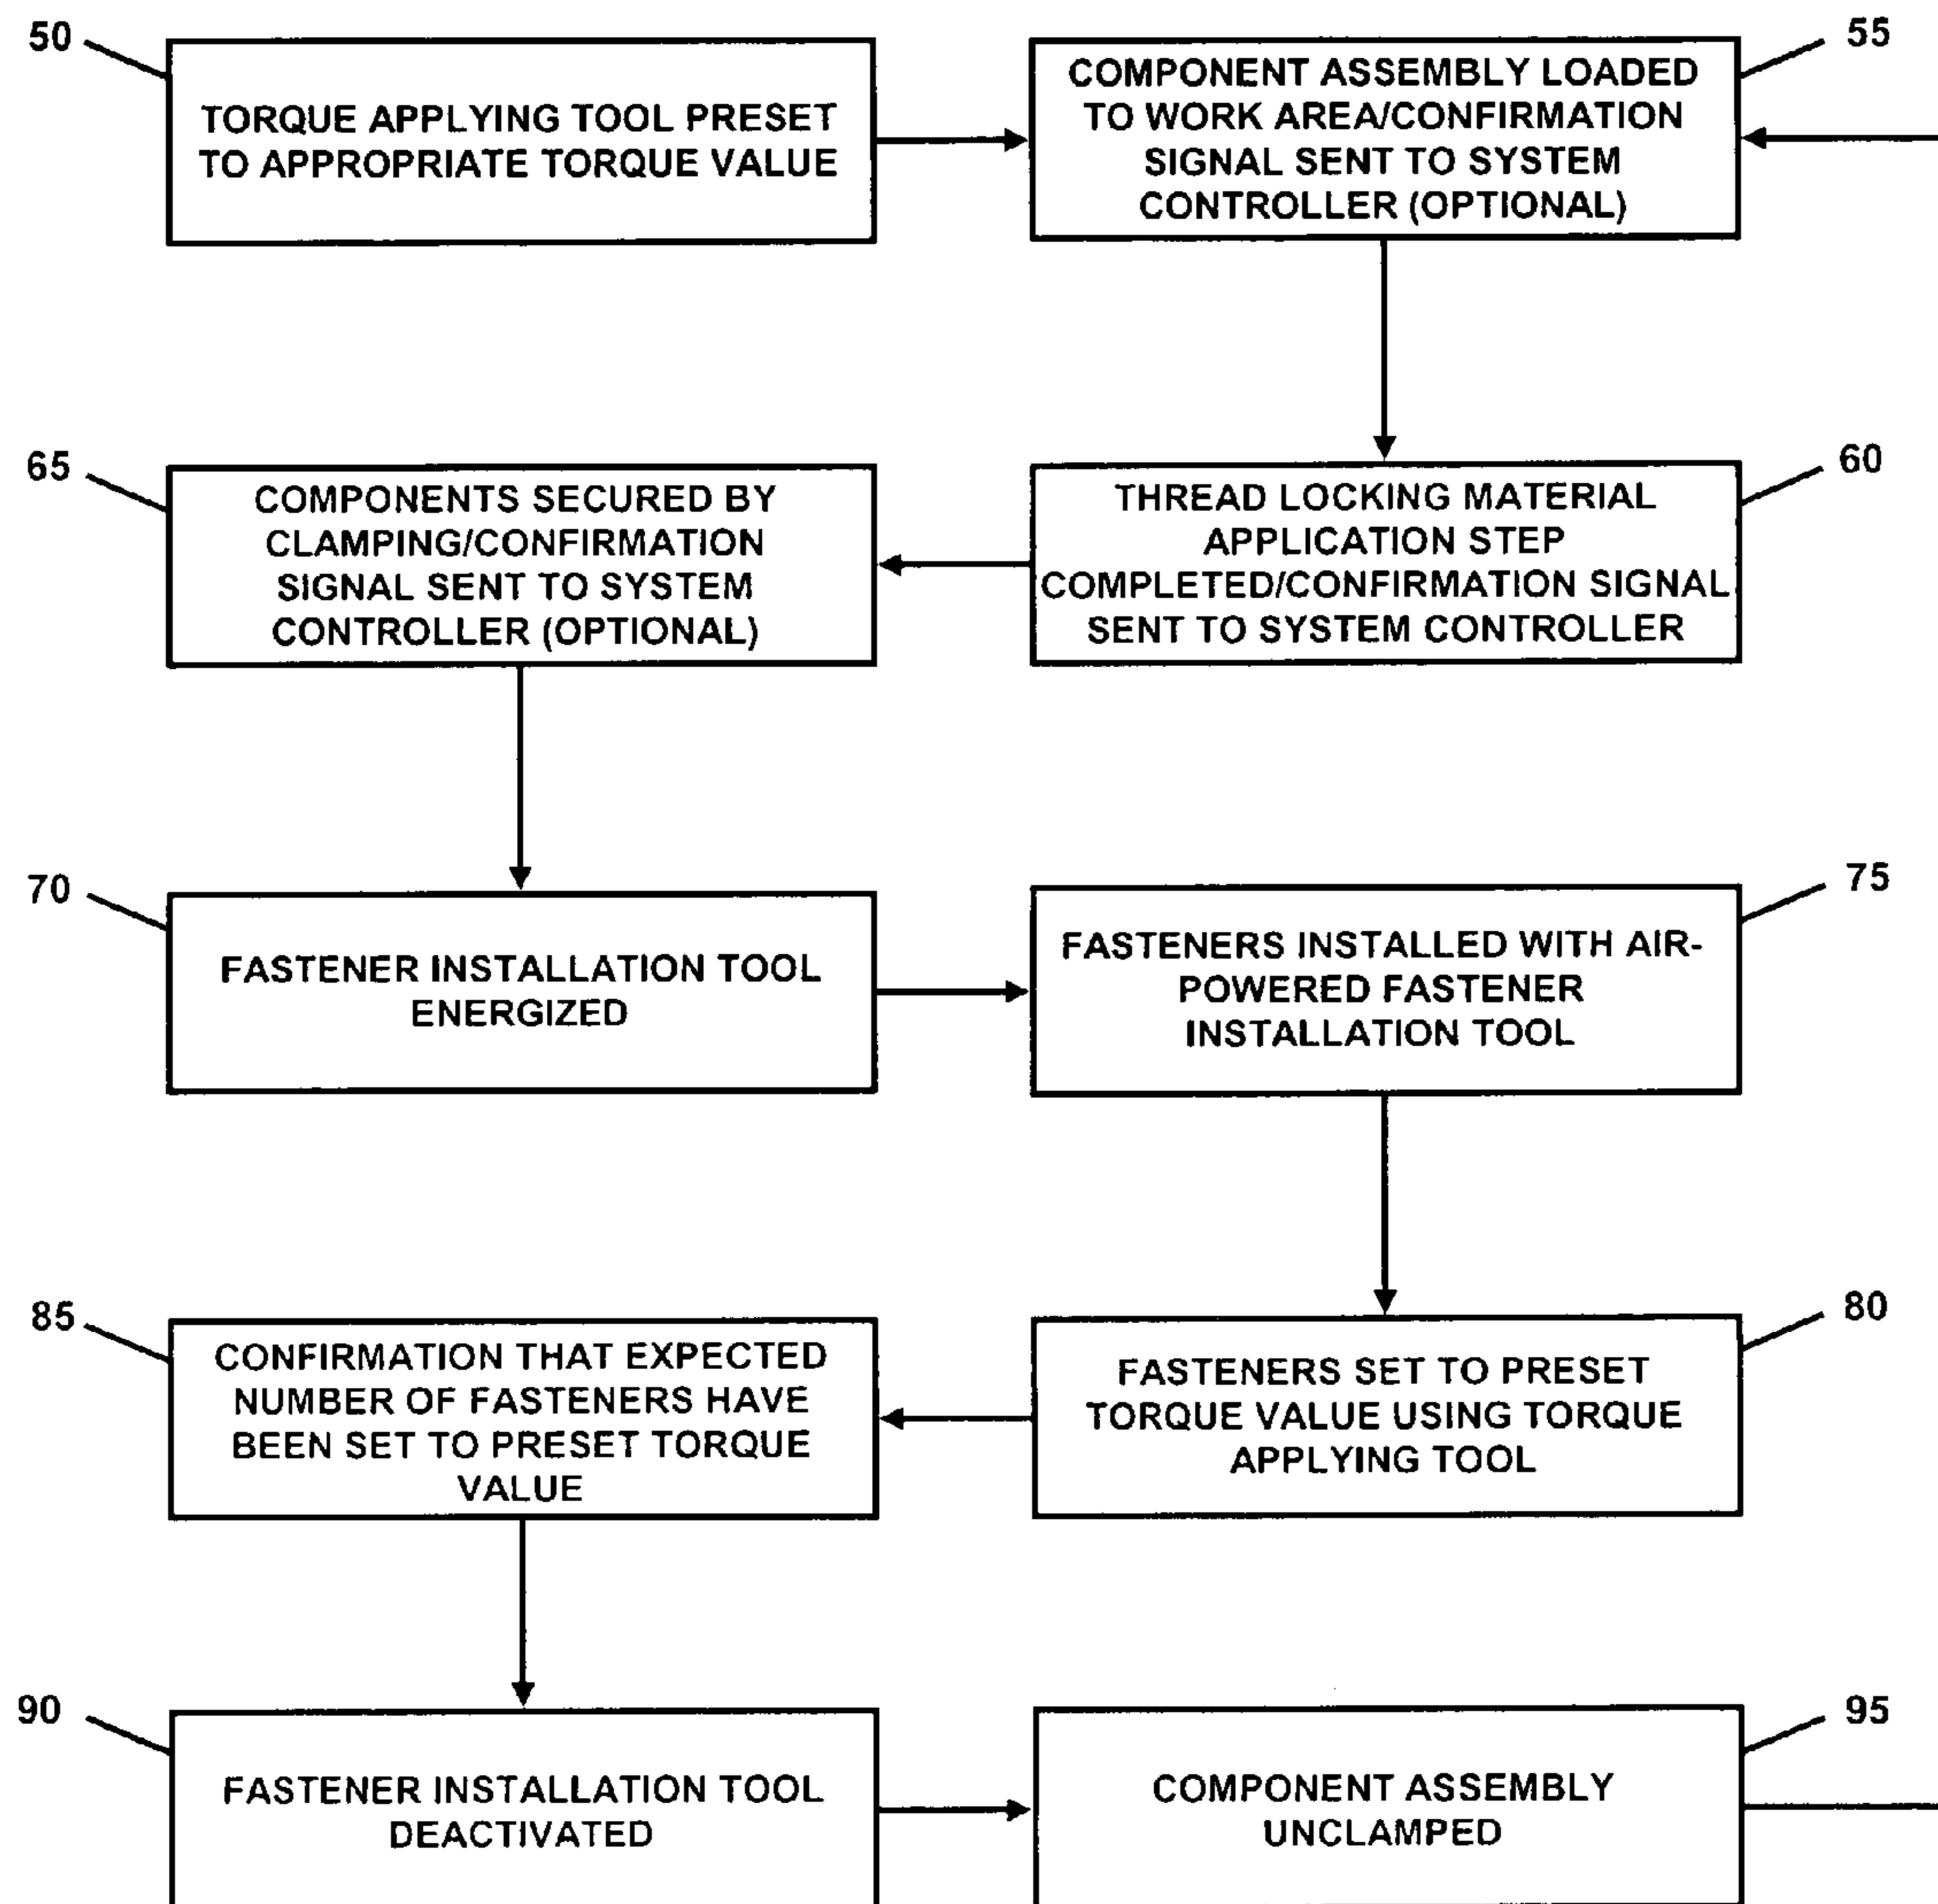 50
TORQUE APPLYING TOOL PRESET
TO APPROPRIATE TORQUE VALUE
55
COMPONENT ASSEMBLY LOADED
TO WORK AREA/CONFIRMATION
SIGNAL SENT TO SYSTEM
CONTROLLER (OPTIONAL)
60
THREAD LOCKING MATERIAL
APPLICATION STEP
COMPLETED/CONFIRMATION SIGNAL
SENT TO SYSTEM CONTROLLER
65
COMPONENTS SECURED BY
CLAMPING/CONFIRMATION
SIGNAL SENT TO SYSTEM
CONTROLLER (OPTIONAL)
70
FASTENER INSTALLATION TOOL
ENERGIZED
75
FASTENERS INSTALLED WITH AIR-
POWERED FASTENER
INSTALLATION TOOL
80
FASTENERS SET TO PRESET
TORQUE VALUE USING TORQUE
APPLYING TOOL
85
CONFIRMATION THAT EXPECTED
NUMBER OF FASTENERS HAVE
BEEN SET TO PRESET TORQUE
VALUE
90
FASTENER INSTALLATION TOOL
DEACTIVATED
95
COMPONENT ASSEMBLY
UNCLAMPED